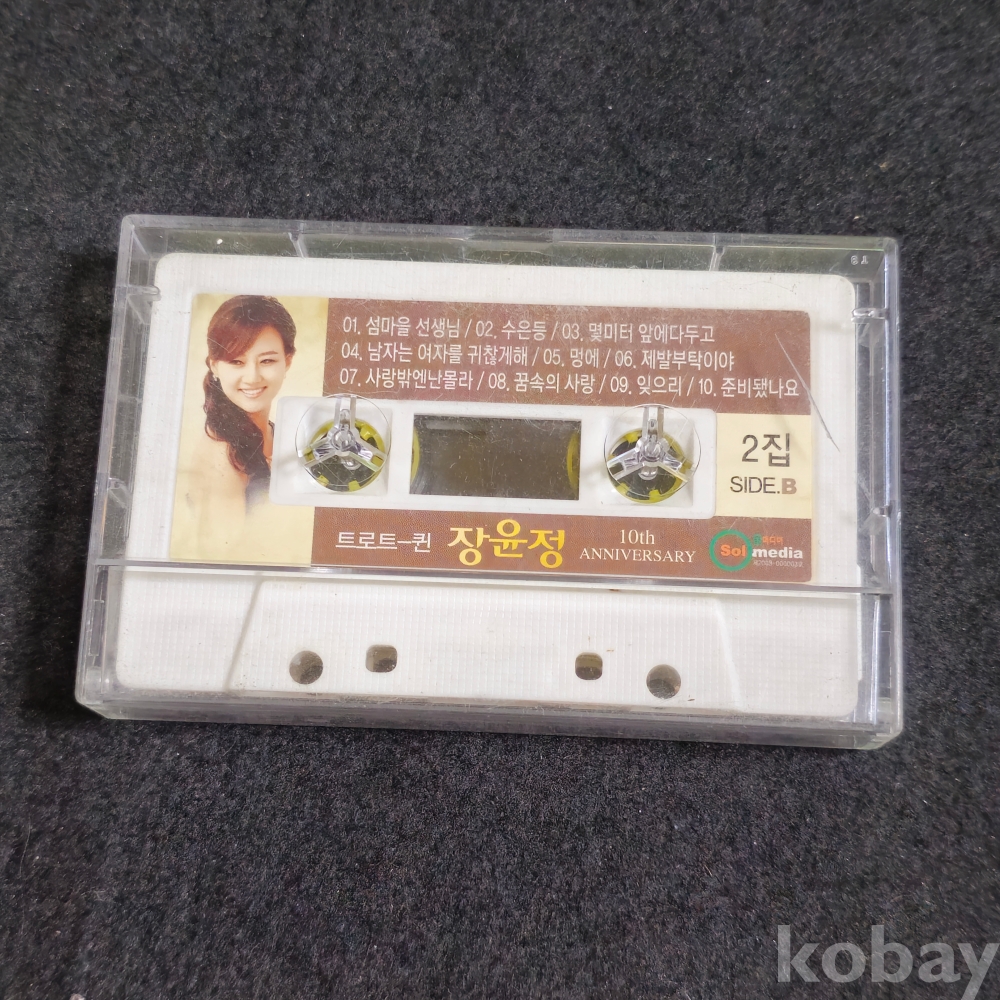 01. 섬마을 선생님 / 02. 수은등 / 03. 몇미터 앞에다두고
04. 남자는 여자를 귀찮게해 / 05. 멍에 / 06. 제발부탁이야
07. 사랑밖엔난몰라 / 08. 꿈속의 사랑 / 09. 잊으리 / 10. 준비됐나요
2집
SIDE.B
트로트-퀸 장윤정 10th
ANNIVERSARY
Sol media
kobay